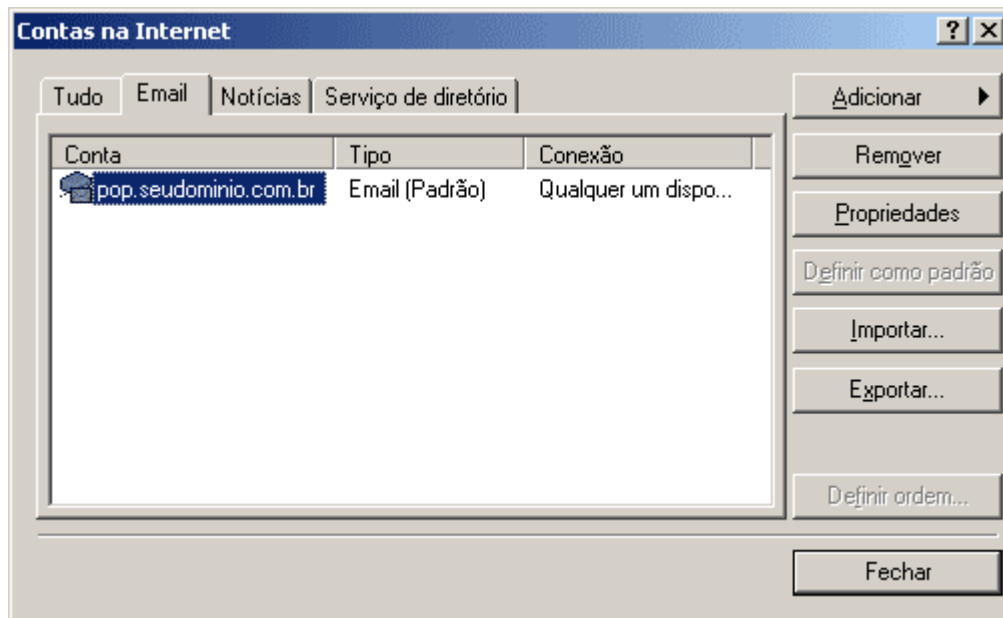 Contas na Internet
Tudo Email Notícias Serviço de diretório
Conta Tipo Conexão
pop.seudominio.com.br Email (Padrão) Qualquer um dispo...
Adicionar
Remover
Propriedades
Definir como padrão
Importar...
Exportar...
Definir ordem...
Fechar